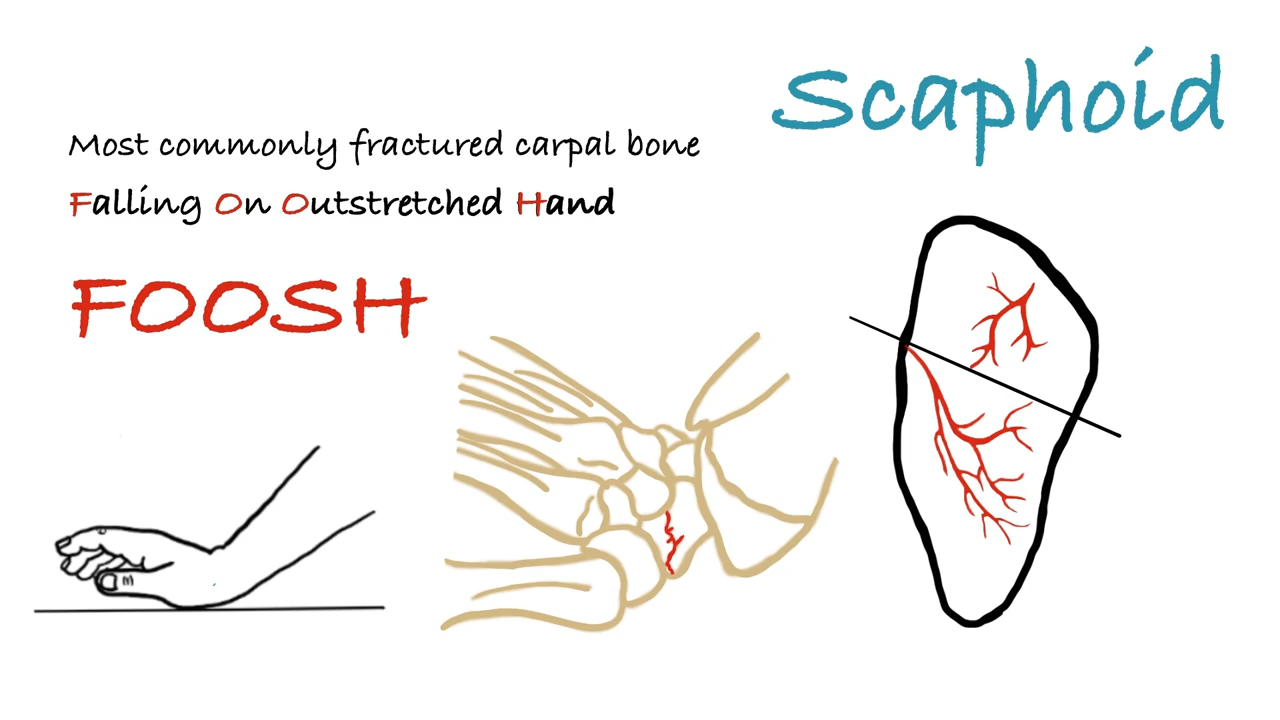 Scaphoid
Most commonly fractured carpal bone
Falling On Outstretched Hand
FOOSH